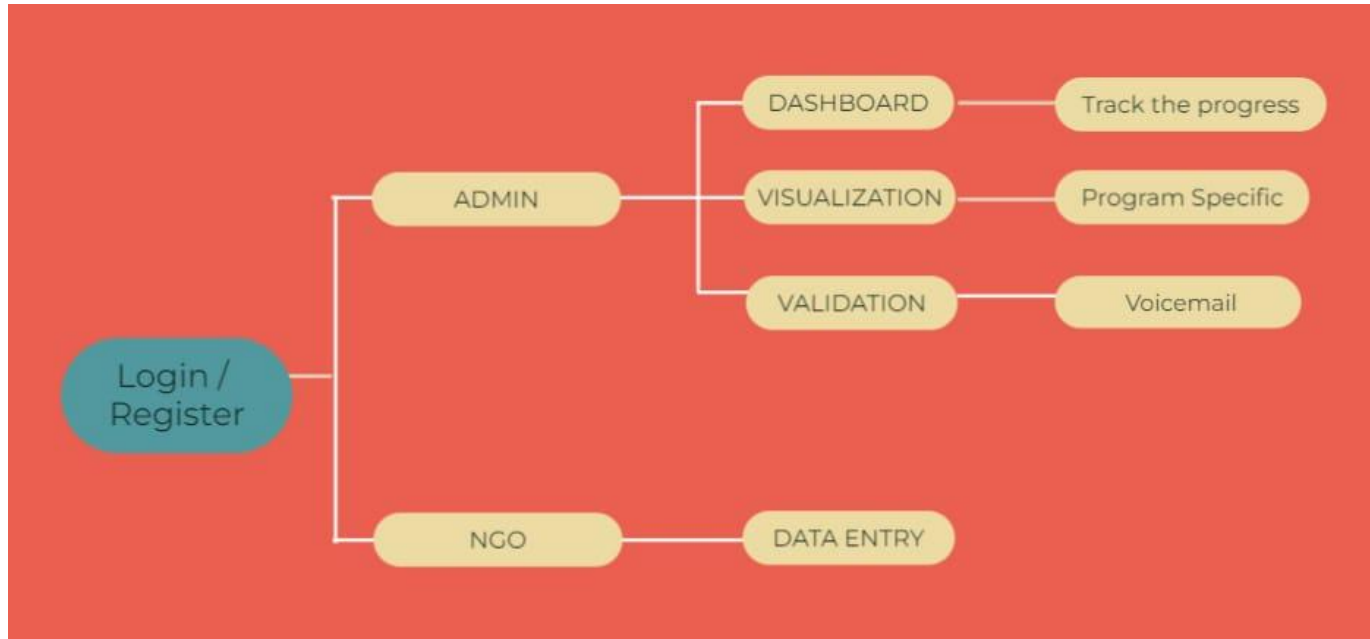 DASHBOARD
Track the progress
ADMIN
VISUALIZATION
Program Specific
VALIDATION
Voicemail
Login /
Register
NGO
DATA ENTRY